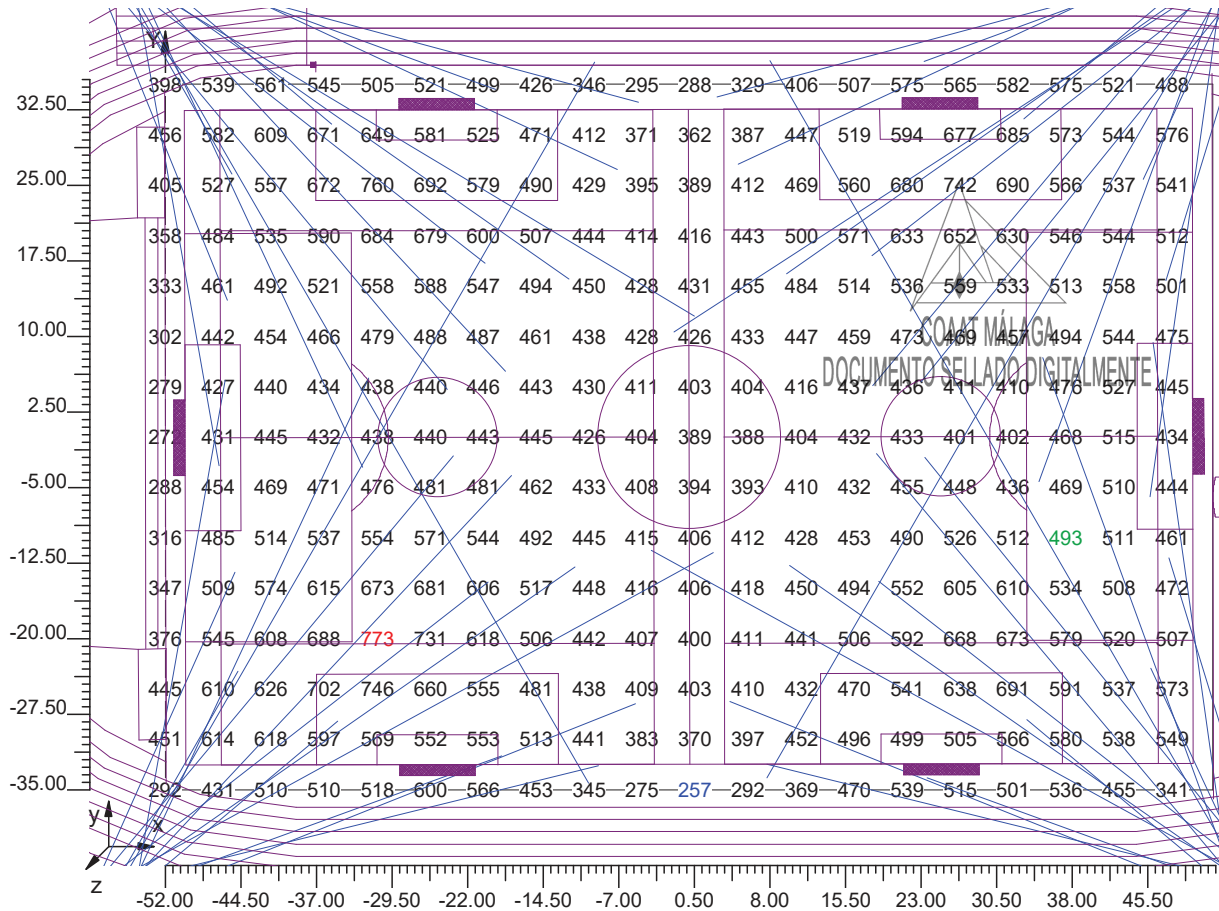 Y
398 539 561 545 505 521 499 426 346 295 288 329 406 507 575 565 582 575 521 488
32.50
456 582 609 671 649 581 525 471 412 371 362 387 447 519 594 677 685 573 544 576
25.00
405 527 557 672 760 692 579 490 429 395 389 412 469 560 680 742 690 566 537 541
358 484 535 590 684 679 600 507 444 414 416 443 500 571 633 652 630 546 544 512
17.50
333 461 492 521 558 588 547 494 450 428 431 455 484 514 536 559 533 513 558 501
10.00
302 442 454 466 479 488 487 461 438 428 426 433 447 459 473 469 457 494 544 475
COAAT MÁLAGA
DOCUMENTO SELLADO DIGITALMENTE
279 427 440 434 438 440 446 443 430 411 403 404 416 437 436 411 410 476 527 445
2.50
272 431 445 432 438 440 443 445 426 404 389 388 404 432 433 401 402 468 515 434
-5.00
288 454 469 471 476 481 481 462 433 408 394 393 410 432 455 448 436 469 510 444
316 485 514 537 554 571 544 492 445 415 406 412 428 453 490 526 512 493 511 461
-12.50
347 509 574 615 673 681 606 517 448 416 406 418 450 494 552 605 610 534 508 472
-20.00
376 545 608 688 773 731 618 506 442 407 400 411 441 506 592 668 673 579 520 507
445 610 626 702 746 660 555 481 438 409 403 410 432 470 541 638 691 591 537 573
-27.50
451 614 618 597 569 552 553 513 441 383 370 397 452 496 499 505 566 580 538 549
-35.00
292 431 510 510 518 600 566 453 345 275 257 292 369 470 539 515 501 536 455 341
y
x
z
-52.00 -44.50 -37.00 -29.50 -22.00 -14.50 -7.00 0.50 8.00 15.50 23.00 30.50 38.00 45.50